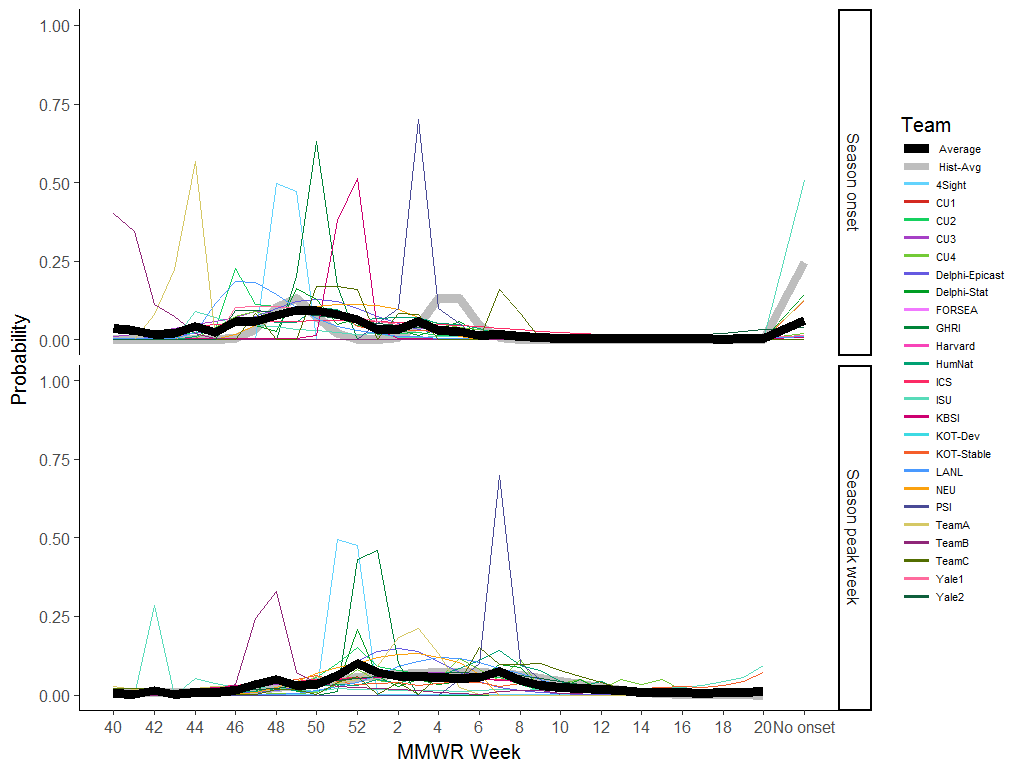 1.00
0.75
0.50
0.25
0.00
Season onset
1.00
0.75
0.50
0.25
0.00
Season peak week
Probability
40 42 44 46 48 50 52 2 4 6 8 10 12 14 16 18 20 No onset
MMWR Week
Team
Average
Hist-Avg
4Sight
CU1
CU2
CU3
CU4
Delphi-Epicast
Delphi-Stat
FORSEA
GHRI
Harvard
HumNat
ICS
ISU
KBSI
KOT-Dev
KOT-Stable
LANL
NEU
PSI
TeamA
TeamB
TeamC
Yale1
Yale2